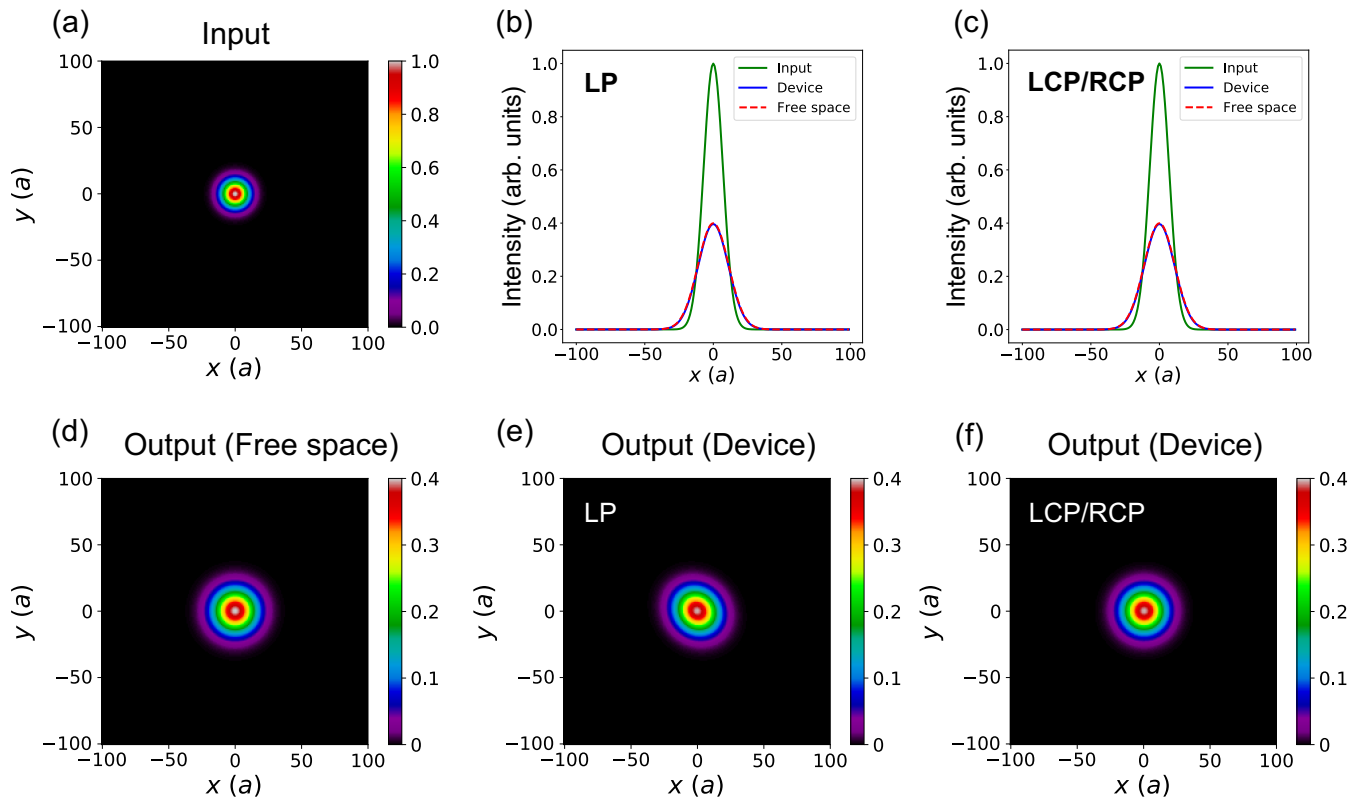 (a)
Input
100
50
0
−50
−100
−100
−50
0
50
100
y (a)
x (a)
1.0
0.8
0.6
0.4
0.2
0.0
(b)
LP
Input
Device
Free space
1.0
0.8
0.6
0.4
0.2
0.0
Intensity (arb. units)
−100
−50
0
50
100
x (a)
(c)
LCP/RCP
Input
Device
Free space
1.0
0.8
0.6
0.4
0.2
0.0
Intensity (arb. units)
−100
−50
0
50
100
x (a)
(d)
Output (Free space)
100
50
0
−50
−100
−100
−50
0
50
100
y (a)
x (a)
0.4
0.3
0.2
0.1
0
(e)
Output (Device)
LP
100
50
0
−50
−100
−100
−50
0
50
100
y (a)
x (a)
0.4
0.3
0.2
0.1
0
(f)
Output (Device)
LCP/RCP
100
50
0
−50
−100
−100
−50
0
50
100
y (a)
x (a)
0.4
0.3
0.2
0.1
0